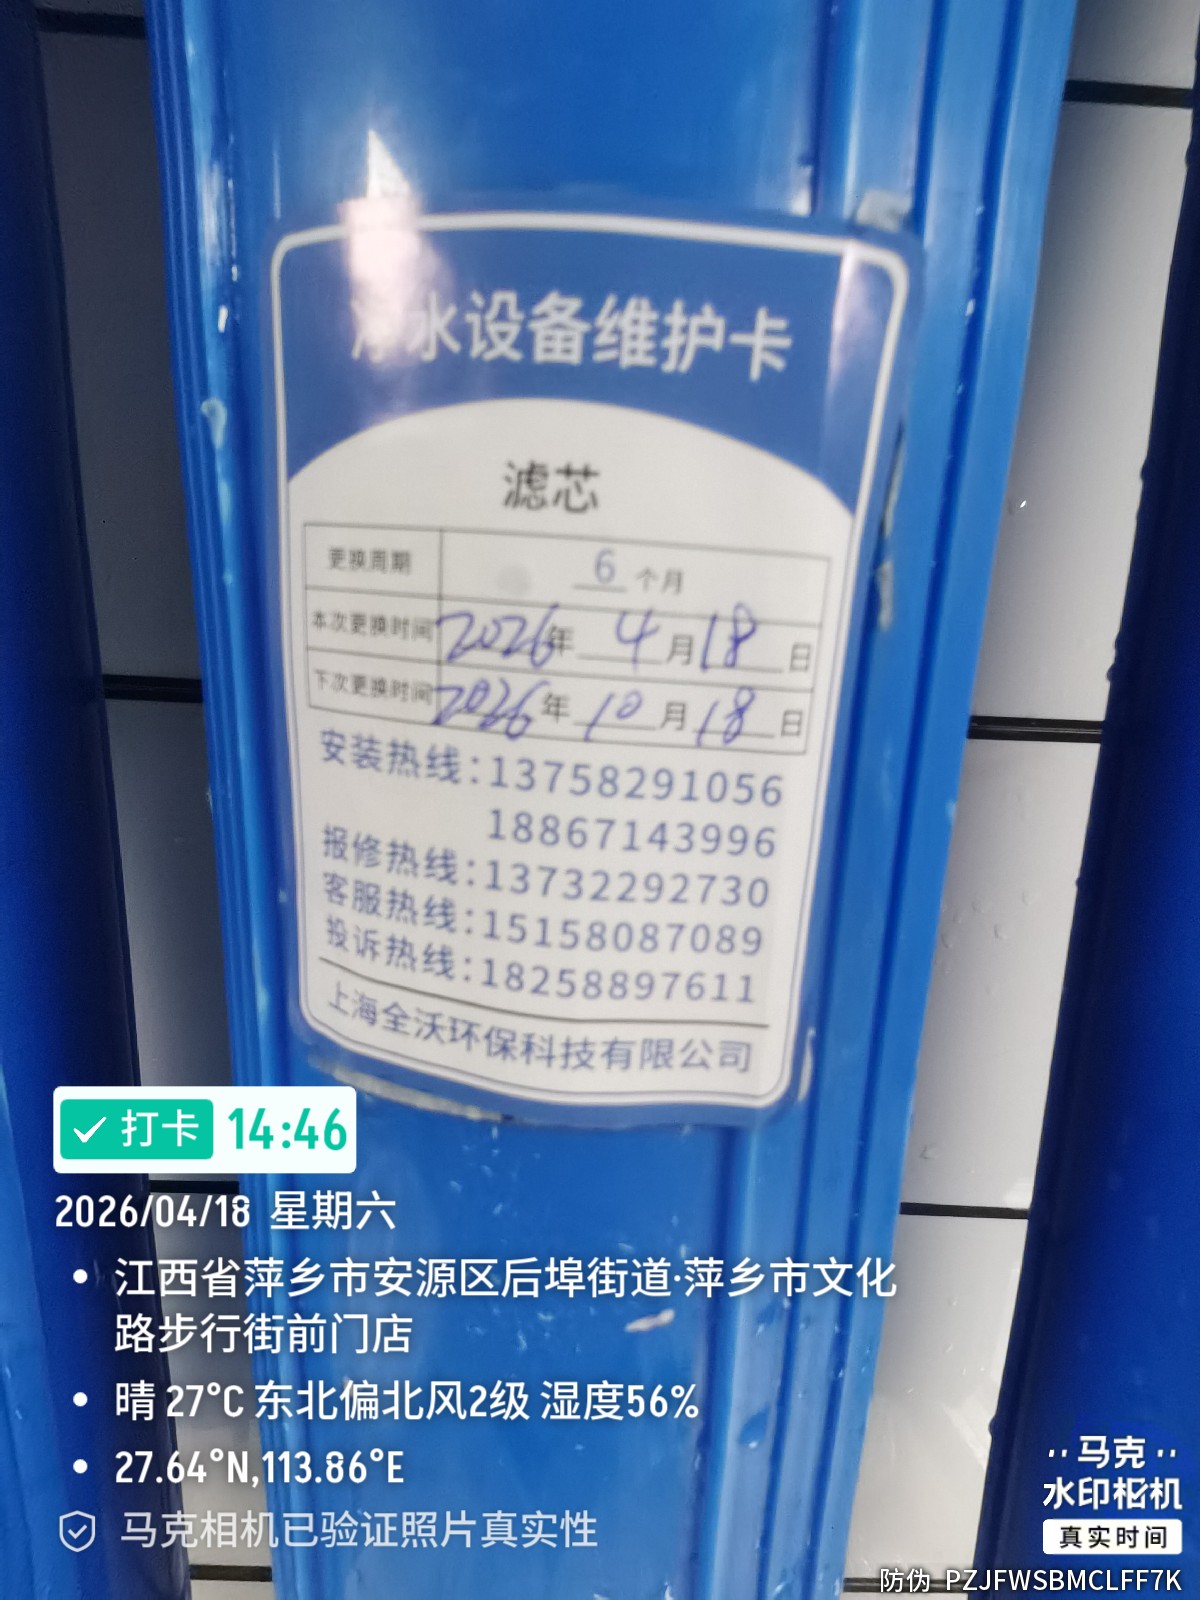 净水设备维护卡
滤芯
更换周期 6 个月
本次更换时间 2026年 4 月 18 日
下次更换时间 2026年 10 月 18 日
安装热线:13758291056
18867143996
报修热线:13732292730
客服热线:15158087089
投诉热线:18258897611
上海全沃环保科技有限公司
打卡 14:46
2026/04/18 星期六
江西省萍乡市安源区后埠街道·萍乡市文化
路步行街前门店
晴 27°C 东北偏北风2级 湿度56%
27.64°N,113.86°E
马克相机已验证照片真实性
马克
水印相机
真实时间
防伪 PZJFWSBMCLFF7K